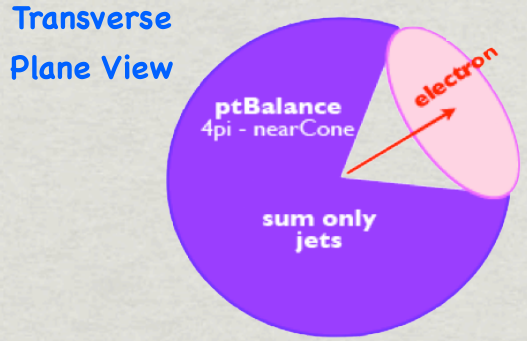 Transverse
Plane View
electron
ptBalance
4pi - nearCone
sum only
jets